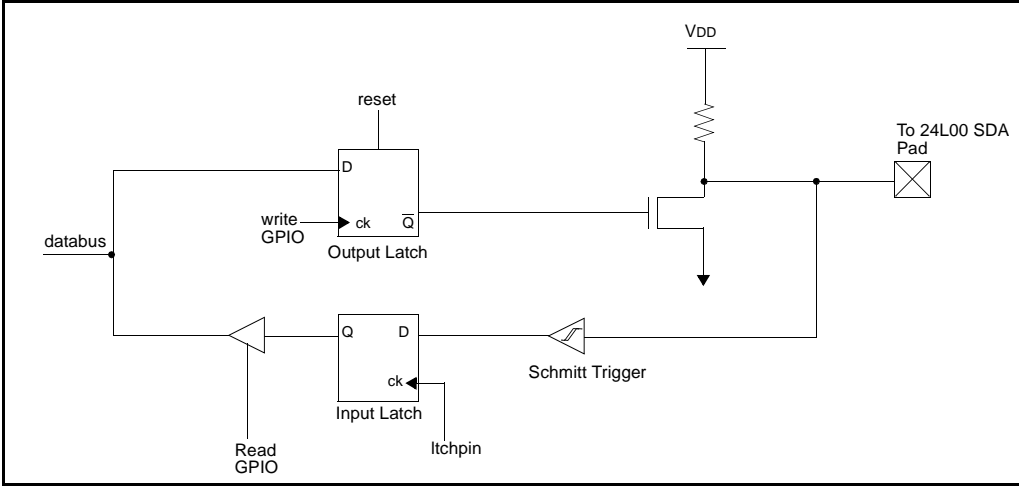 VDD
reset
To 24L00 SDA
Pad
D
write
GPIO
ck
Q
databus
Output Latch
Q
D
Schmitt Trigger
ck
Input Latch
Read
GPIO
ltchpin